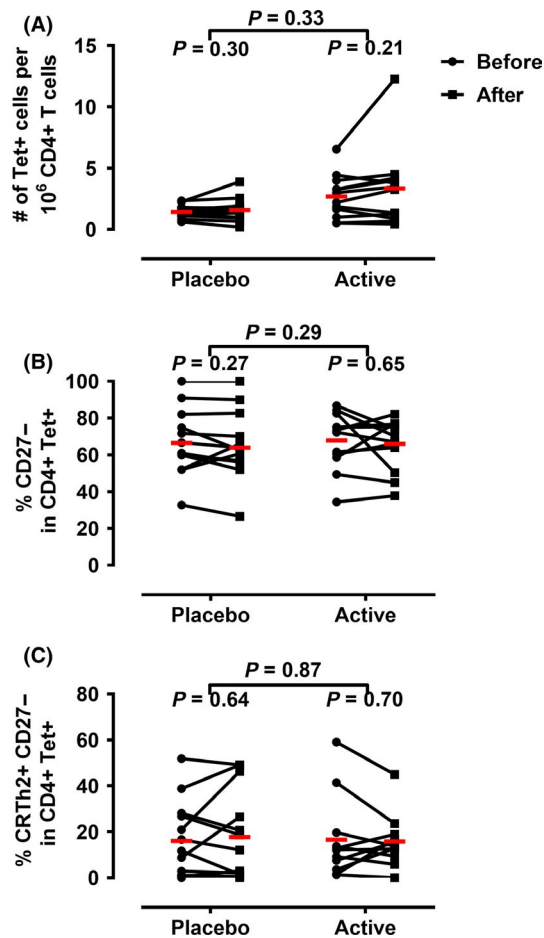 (A)
P = 0.33
P = 0.30
P = 0.21
# of Tet+ cells per
10⁶ CD4+ T cells
15
10
5
0
Placebo
Active
Before
After
(B)
P = 0.29
P = 0.27
P = 0.65
% CD27−
in CD4+ Tet+
100
80
60
40
20
0
Placebo
Active
(C)
P = 0.87
P = 0.64
P = 0.70
% CRTh2+ CD27−
in CD4+ Tet+
80
60
40
20
0
Placebo
Active